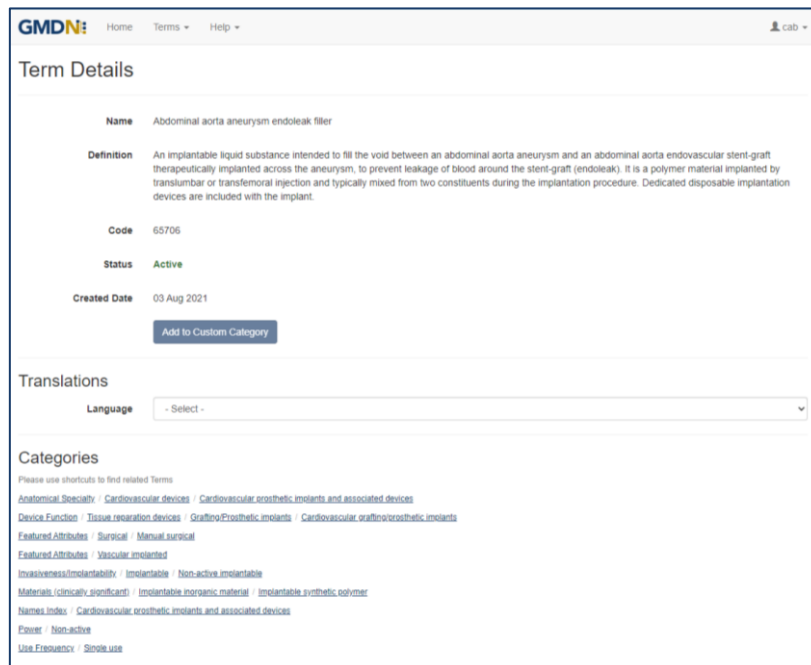 GMDN Home Terms Help cab
Term Details
Name Abdominal aorta aneurysm endoleak filler
Definition An implantable liquid substance intended to fill the void between an abdominal aorta aneurysm and an abdominal aorta endovascular stent-graft
therapeutically implanted across the aneurysm, to prevent leakage of blood around the stent-graft (endoleak). It is a polymer material implanted by
translumbar or transfemoral injection and typically mixed from two constituents during the implantation procedure. Dedicated disposable implantation
devices are included with the implant.
Code 65706
Status Active
Created Date 03 Aug 2021
Add to Custom Category
Translations
Language - Select -
Categories
Please use shortcuts to find related Terms
Anatomical Specialty / Cardiovascular devices / Cardiovascular prosthetic implants and associated devices
Device Function / Tissue reparation devices / Grafting/Prosthetic implants / Cardiovascular grafting/prosthetic implants
Featured Attributes / Surgical / Manual surgical
Featured Attributes / Vascular implanted
Invasiveness/Implantability / Implantable / Non-active implantable
Materials (clinically significant) / Implantable inorganic material / Implantable synthetic polymer
Names Index / Cardiovascular prosthetic implants and associated devices
Power / Non-active
Use Frequency / Single use